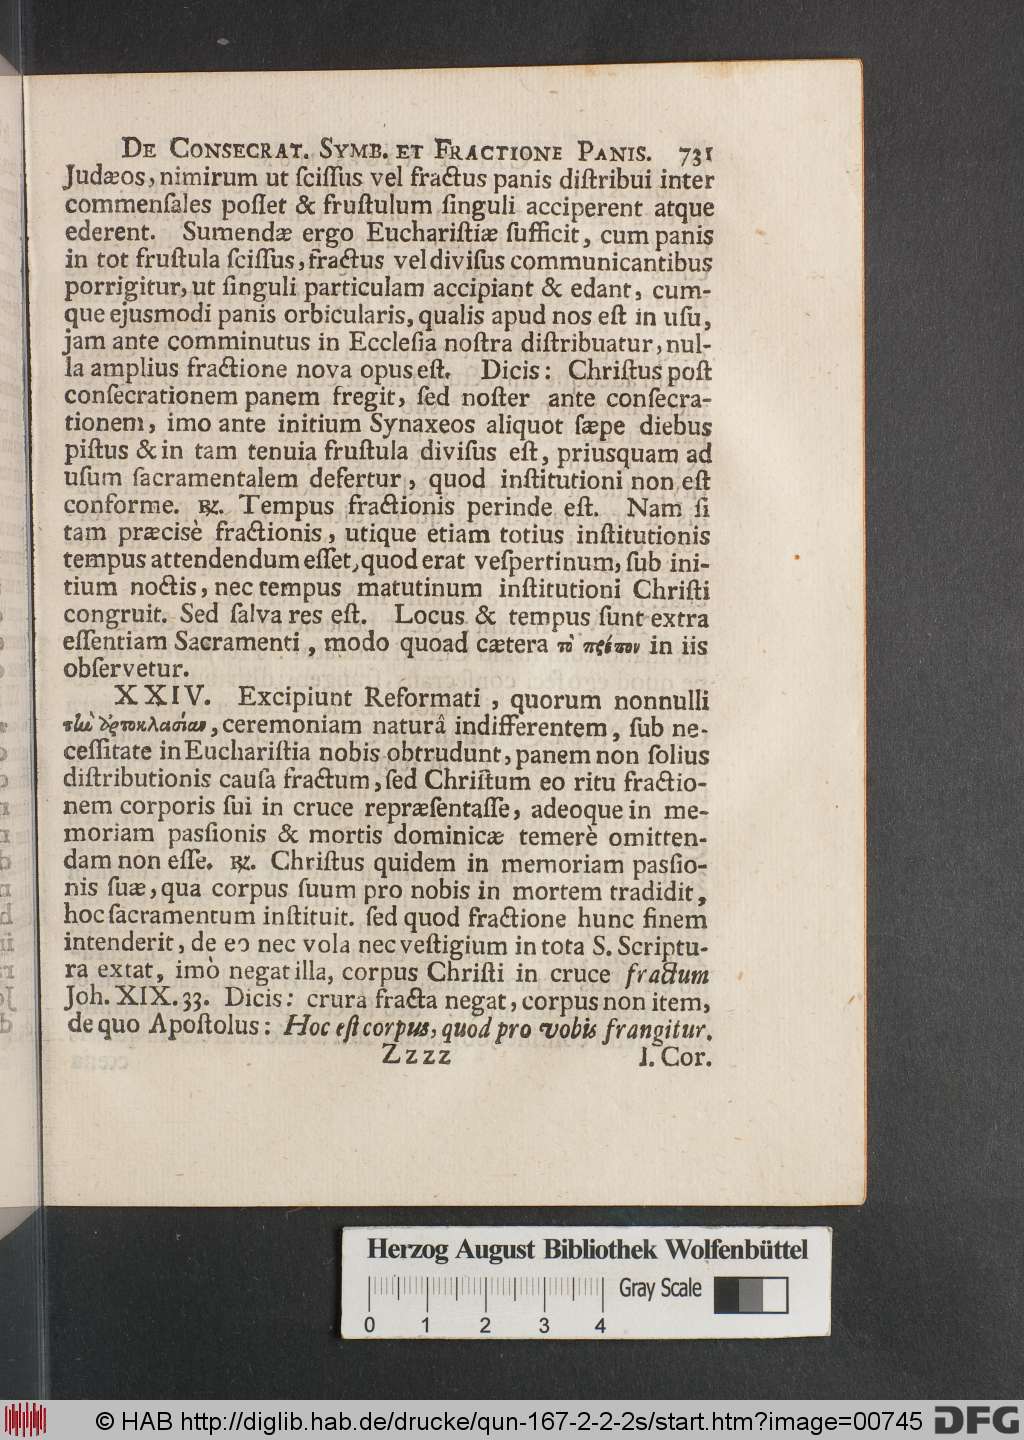 De Consecrat. Symb. et Fractione Panis. 731
Judæos, nimirum ut ſciſſus vel fractus panis diſtribui inter
commenſales poſſet & fruſtulum ſinguli acciperent atque
ederent. Sumendæ ergo Euchariſtiæ ſufficit, cum panis
in tot fruſtula ſciſſus, fractus vel diviſus communicantibus
porrigitur, ut ſinguli particulam accipiant & edant, cum-
que ejusmodi panis orbicularis, qualis apud nos eſt in uſu,
jam ante comminutus in Eccleſia noſtra diſtribuatur, nul-
la amplius fractione nova opus eſt. Dicis: Chriſtus poſt
conſecrationem panem fregit, ſed noſter ante conſecra-
tionem, imo ante initium Synaxeos aliquot ſæpe diebus
piſtus & in tam tenuia fruſtula diviſus eſt, priusquam ad
uſum ſacramentalem defertur, quod inſtitutioni non eſt
conforme. ꝶ. Tempus fractionis perinde eſt. Nam ſi
tam præcisè fractionis, utique etiam totius inſtitutionis
tempus attendendum eſſet, quod erat veſpertinum, ſub ini-
tium noctis, nec tempus matutinum inſtitutioni Chriſti
congruit. Sed ſalva res eſt. Locus & tempus ſunt extra
eſſentiam Sacramenti, modo quoad cætera τὸ πρέπον in iis
obſervetur.
XXIV. Excipiunt Reformati, quorum nonnulli
τὴν ἀρτοκλασίαν, ceremoniam naturâ indifferentem, ſub ne-
ceſſitate in Euchariſtia nobis obtrudunt, panem non ſolius
diſtributionis cauſa fractum, ſed Chriſtum eo ritu fractio-
nem corporis ſui in cruce repræſentaſſe, adeoque in me-
moriam paſsionis & mortis dominicæ temerè omitten-
dam non eſſe. ꝶ. Chriſtus quidem in memoriam paſsio-
nis ſuæ, qua corpus ſuum pro nobis in mortem tradidit,
hoc ſacramentum inſtituit. ſed quod fractione hunc finem
intenderit, de eo nec vola nec veſtigium in tota S. Scriptu-
ra extat, imò negat illa, corpus Chriſti in cruce fractum
Joh. XIX. 33. Dicis: crura fracta negat, corpus non item,
de quo Apoſtolus: Hoc eſt corpus, quod pro vobis frangitur.
Zzzz I. Cor.
Herzog August Bibliothek Wolfenbüttel
Gray Scale
0 1 2 3 4
© HAB http://diglib.hab.de/drucke/qun-167-2-2-2s/start.htm?image=00745 DFG